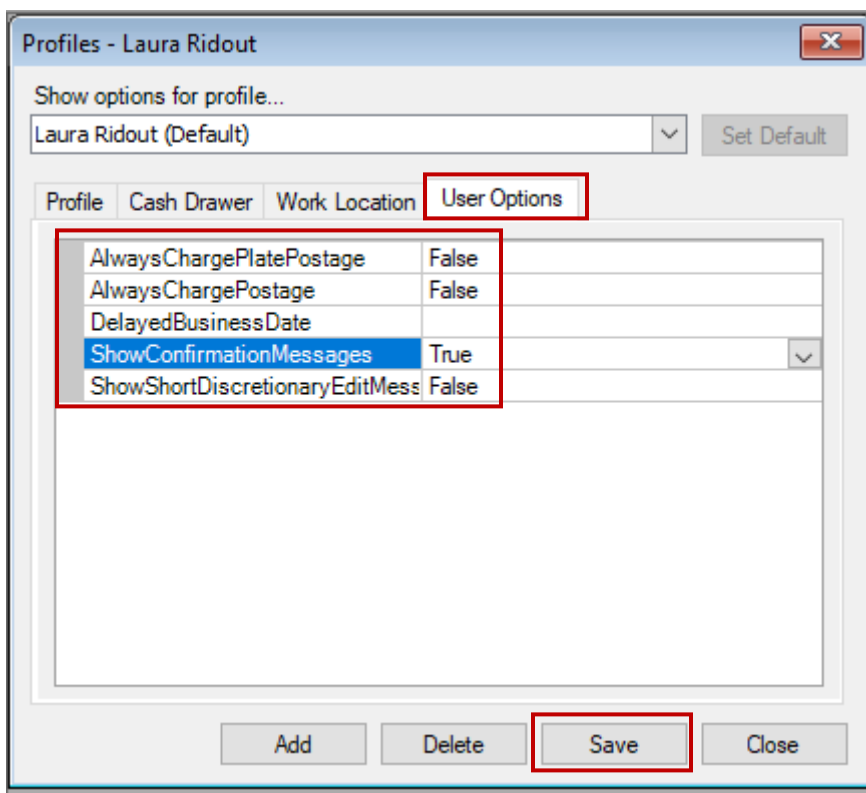 Profiles - Laura Ridout
Show options for profile...
Laura Ridout (Default) Set Default
Profile Cash Drawer Work Location User Options
AlwaysChargePlatePostage False
AlwaysChargePostage False
DelayedBusinessDate
ShowConfirmationMessages True
ShowShortDiscretionaryEditMess False
Add Delete Save Close